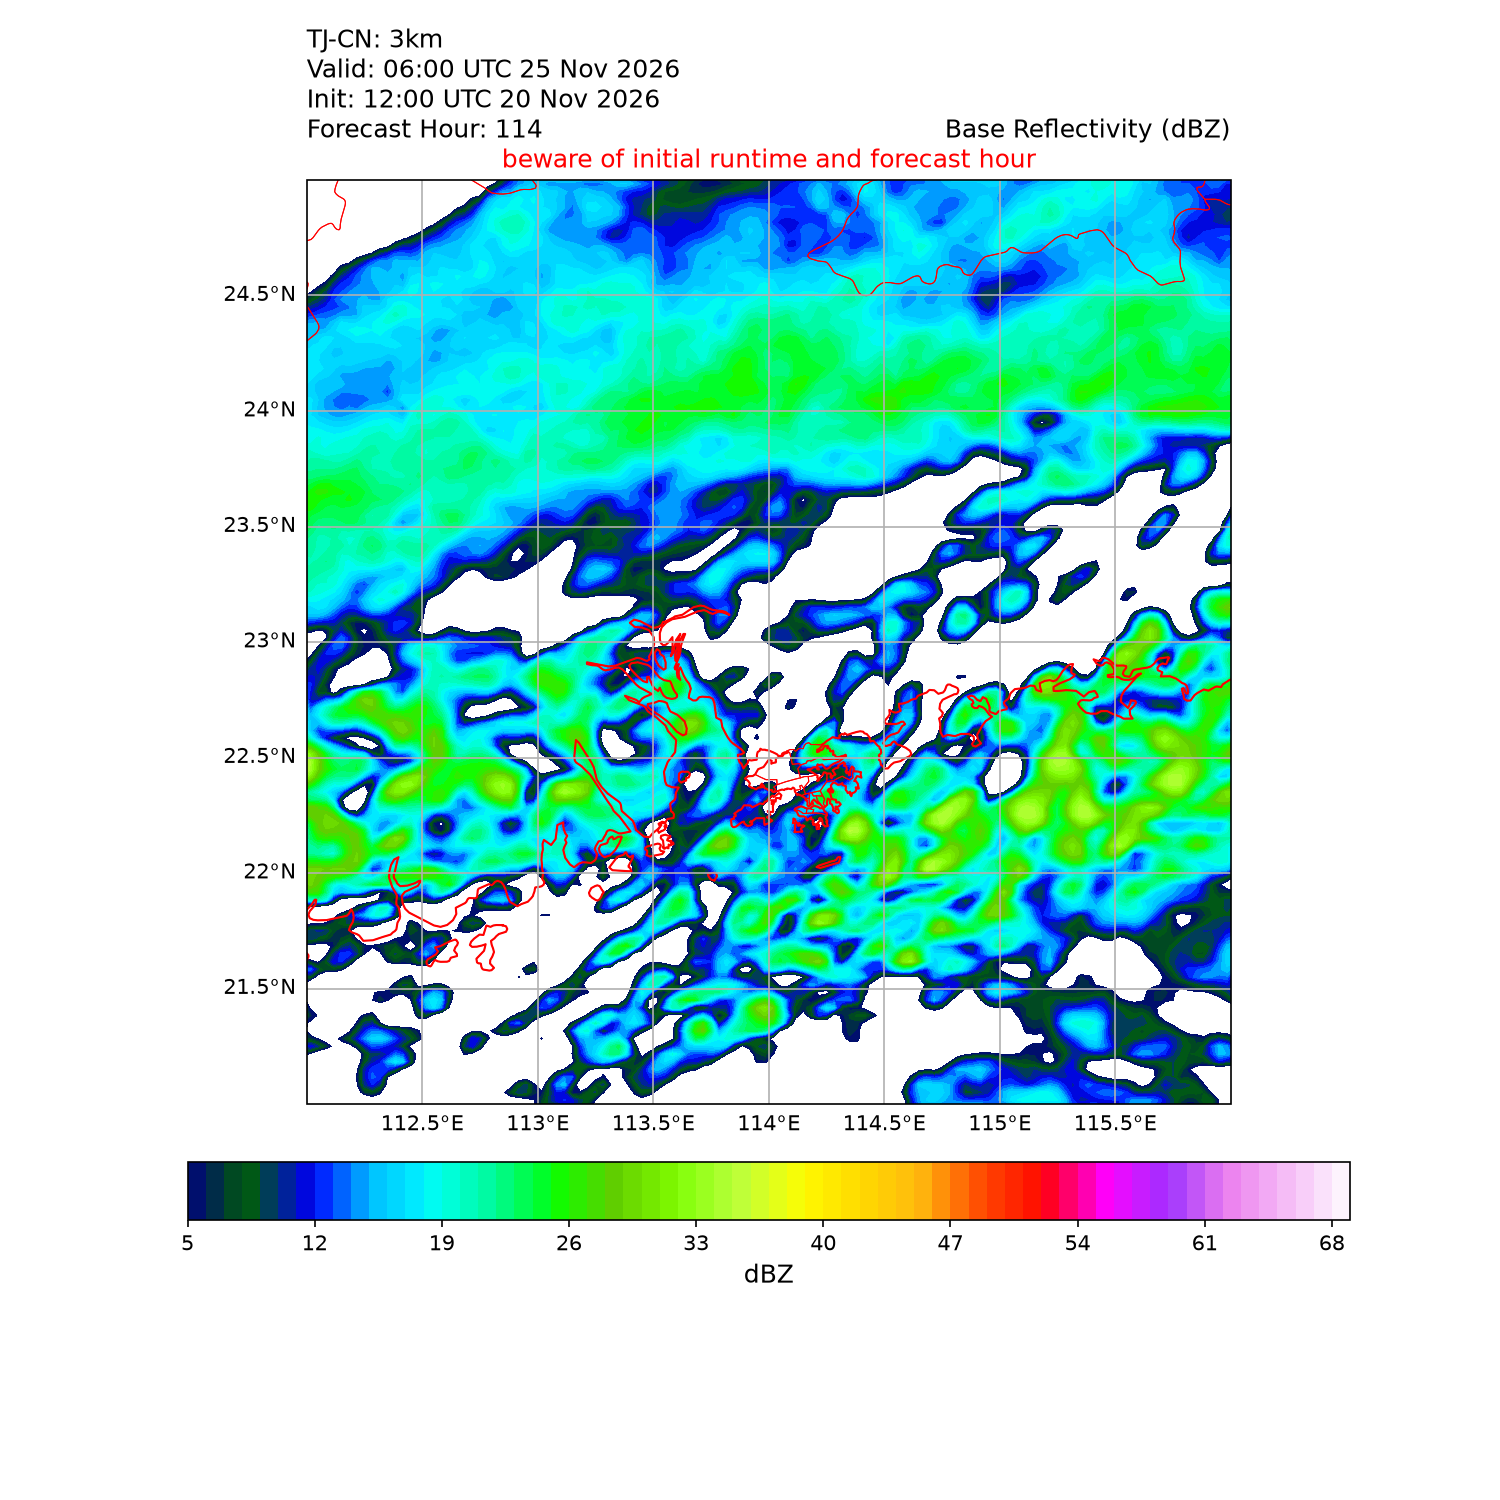 TJ-CN: 3km
Valid: 06:00 UTC 25 Nov 2026
Init: 12:00 UTC 20 Nov 2026
Forecast Hour: 114
Base Reflectivity (dBZ)
beware of initial runtime and forecast hour
24.5°N
24°N
23.5°N
23°N
22.5°N
22°N
21.5°N
112.5°E 113°E 113.5°E 114°E 114.5°E 115°E 115.5°E
5 12 19 26 33 40 47 54 61 68
dBZ